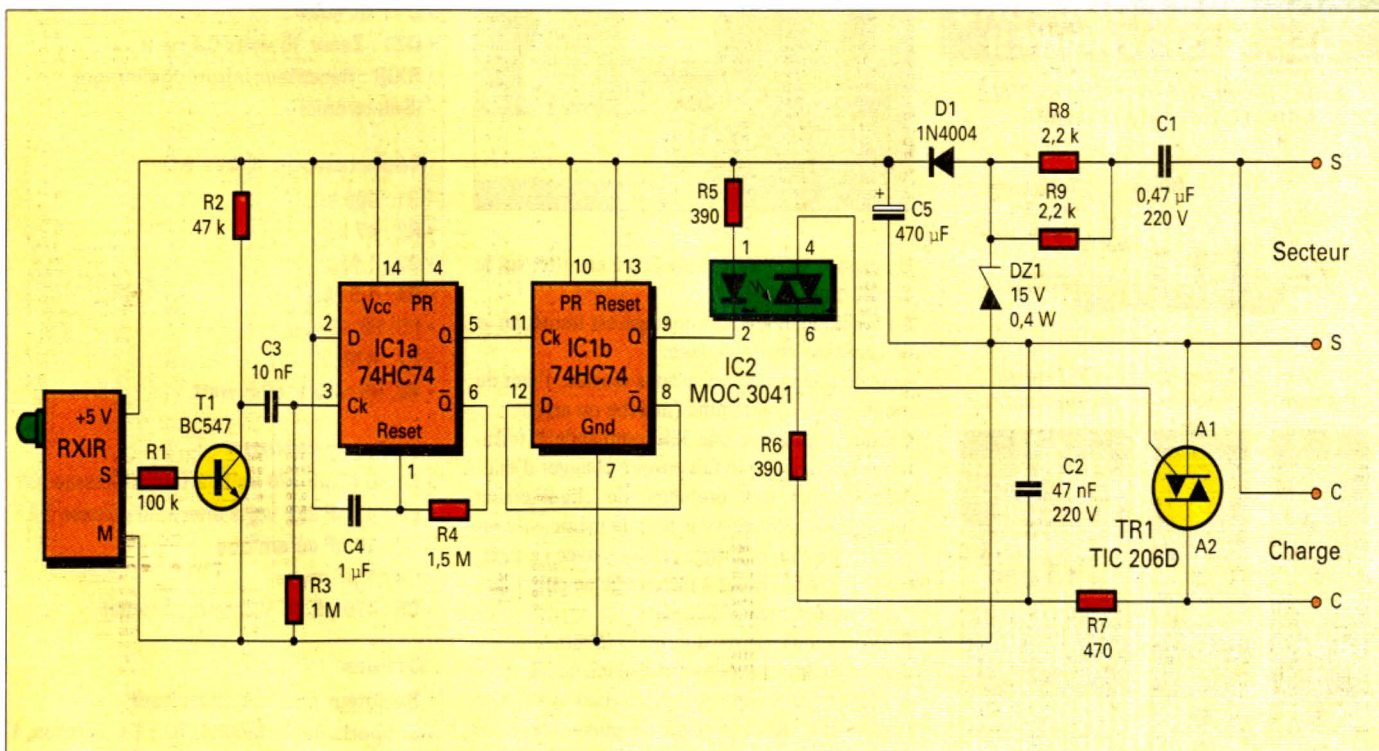 D1
1N4004
R8
2,2 k
C1
0,47 µF
220 V
S
R9
2,2 k
R2
47 k
R5
390
+
C5
470 µF
Secteur
DZ1
15 V
0,4 W
S
14
4
Vcc
PR
2
D
Q
5
IC1a
74HC74
3
Ck
Q
6
Reset
1
10
13
PR
Reset
11
Ck
Q
9
IC1b
74HC74
12
D
Q
8
Gnd
7
1
4
2
6
IC2
MOC 3041
C3
10 nF
T1
BC547
+5 V
RXIR
S
M
R1
100 k
R3
1 M
C4
1 µF
R4
1,5 M
R6
390
C2
47 nF
220 V
A1
TR1
TIC 206D
A2
C
Charge
C
R7
470